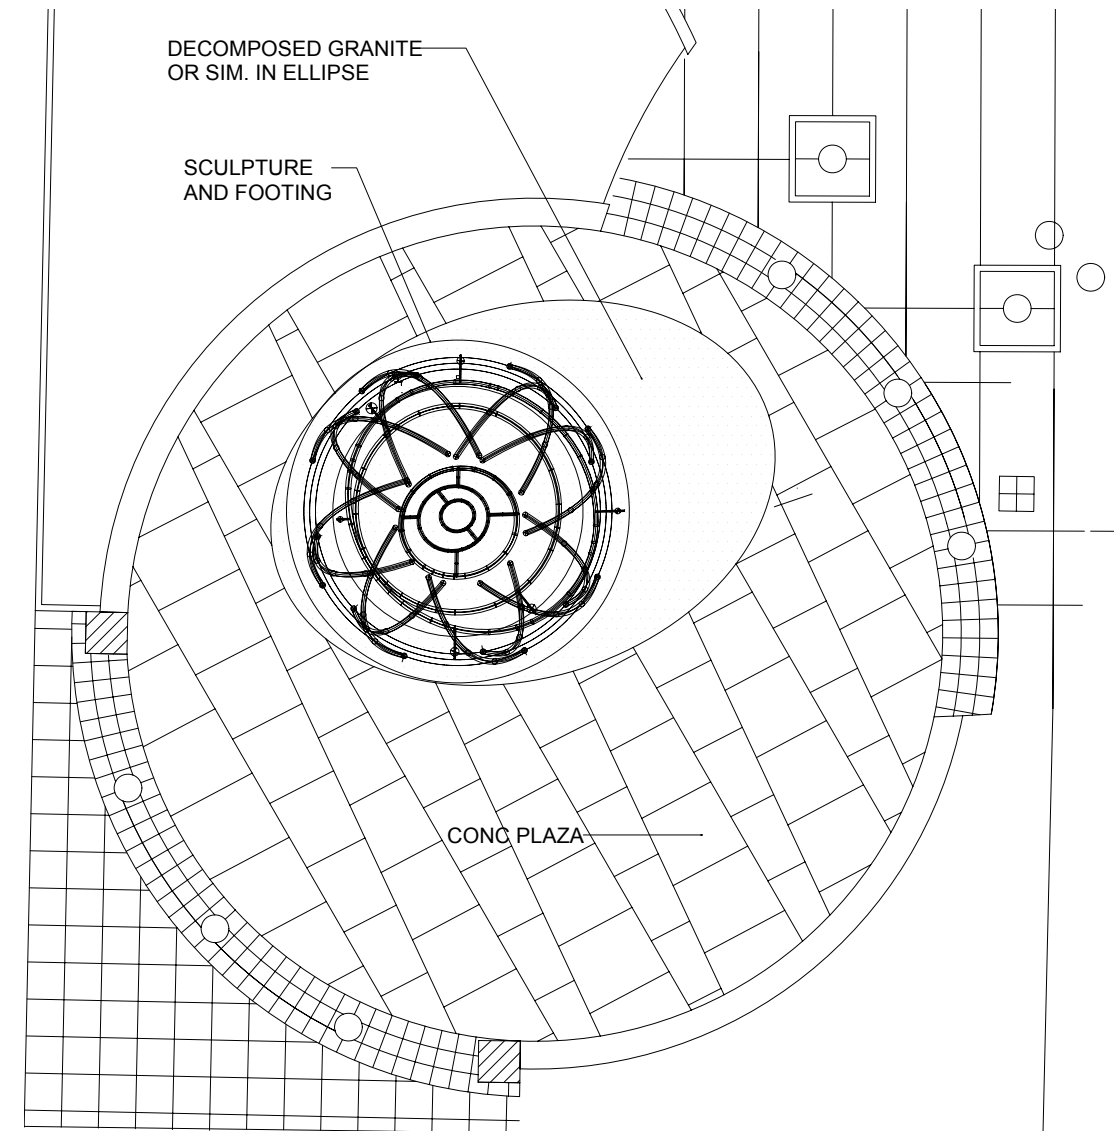 DECOMPOSED GRANITE
OR SIM. IN ELLIPSE
SCULPTURE
AND FOOTING
CONC PLAZA